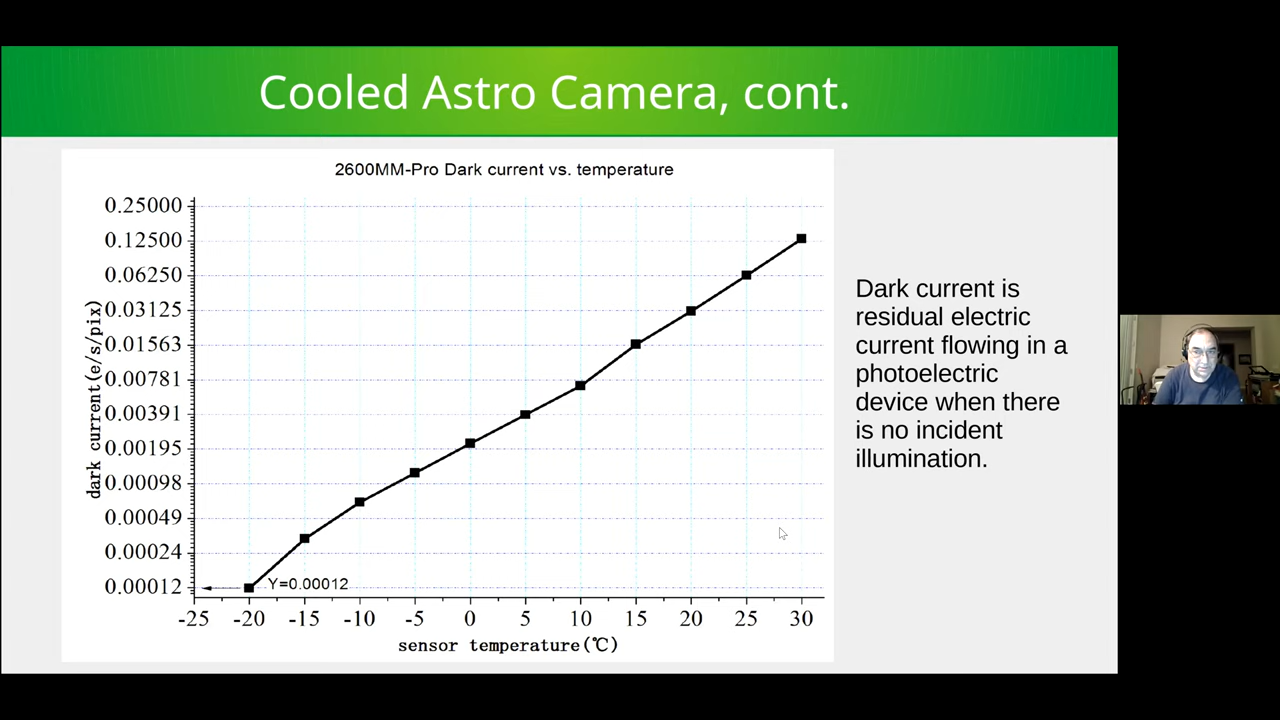 Cooled Astro Camera, cont.
2600MM-Pro Dark current vs. temperature
0.25000
0.12500
0.06250
0.03125
0.01563
0.00781
0.00391
0.00195
0.00098
0.00049
0.00024
0.00012
dark current(e/s/pix)
Y=0.00012
-25 -20 -15 -10 -5 0 5 10 15 20 25 30
sensor temperature(℃)
Dark current is
residual electric
current flowing in a
photoelectric
device when there
is no incident
illumination.